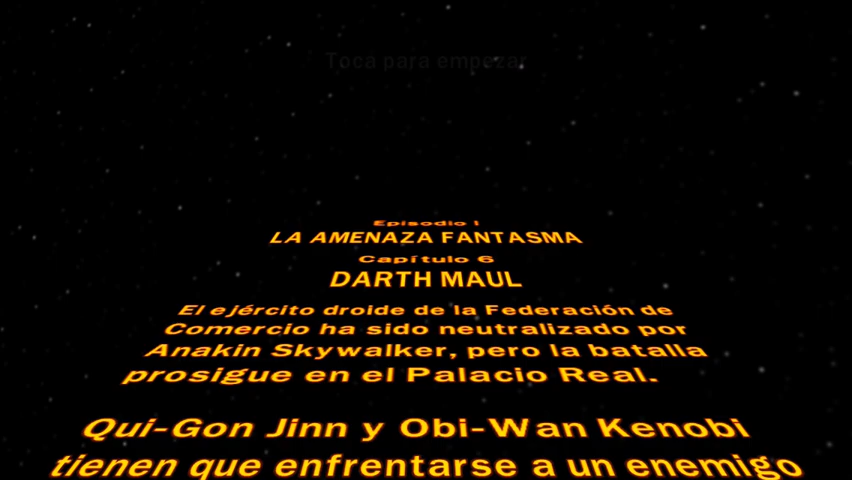 Toca para empezar
Episodio I
LA AMENAZA FANTASMA
Capítulo 6
DARTH MAUL
El ejército droide de la Federación de
Comercio ha sido neutralizado por
Anakin Skywalker, pero la batalla
prosigue en el Palacio Real.
Qui-Gon Jinn y Obi-Wan Kenobi
tienen que enfrentarse a un enemigo